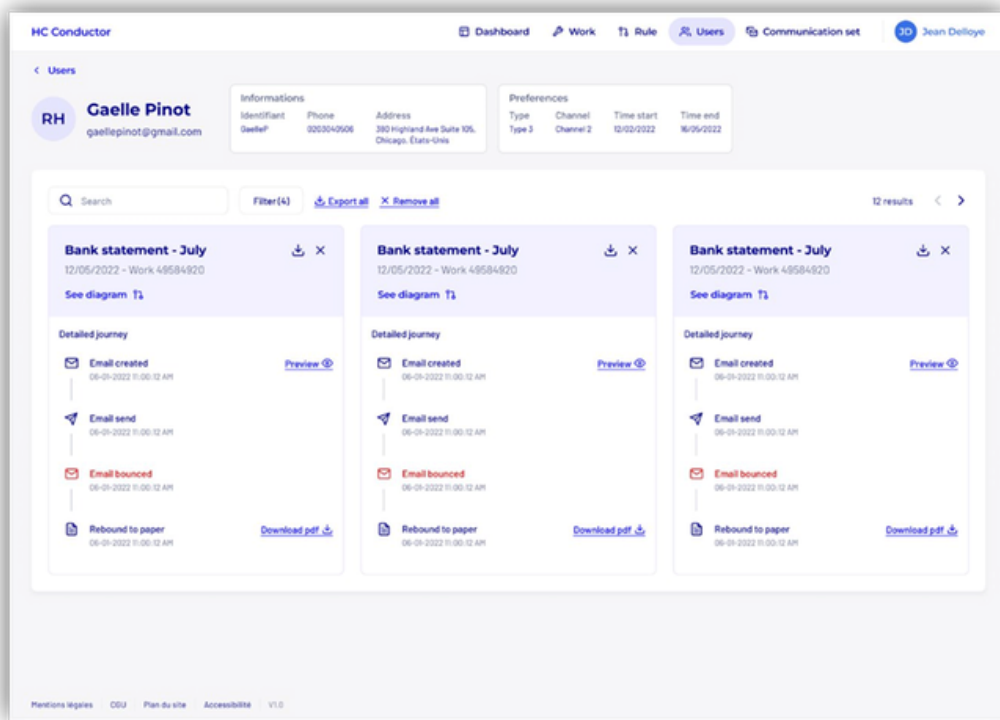 HC Conductor
Dashboard
Work
Rule
Users
Communication set
JD
Jean Delloye
Users
RH
Gaelle Pinot
gaellepinot@gmail.com
Informations
Identifiant Phone Address
GaelleP 0203040506 380 Highland Ave Suite 105,
Chicago, États-Unis
Preferences
Type Channel Time start Time end
Type 3 Channel 2 12/02/2022 16/05/2022
Search
Filter(4)
Export all
Remove all
12 results
Bank statement - July
12/05/2022 - Work 49584920
See diagram
Detailed journey
Email created
Preview
06-01-2022 11:00:12 AM
Email send
06-01-2022 11:00:12 AM
Email bounced
06-01-2022 11:00:12 AM
Rebound to paper
Download pdf
06-01-2022 11:00:12 AM
Bank statement - July
12/05/2022 - Work 49584920
See diagram
Detailed journey
Email created
Preview
06-01-2022 11:00:12 AM
Email send
06-01-2022 11:00:12 AM
Email bounced
06-01-2022 11:00:12 AM
Rebound to paper
Download pdf
06-01-2022 11:00:12 AM
Bank statement - July
12/05/2022 - Work 49584920
See diagram
Detailed journey
Email created
Preview
06-01-2022 11:00:12 AM
Email send
06-01-2022 11:00:12 AM
Email bounced
06-01-2022 11:00:12 AM
Rebound to paper
Download pdf
06-01-2022 11:00:12 AM
Mentions légales CGU Plan du site Accessibilité V1.0